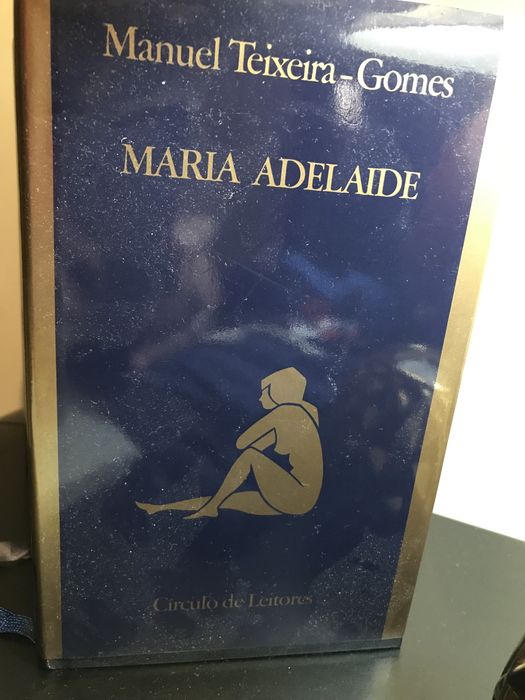 Manuel Teixeira-Gomes
MARIA ADELAIDE
Círculo de Leitores